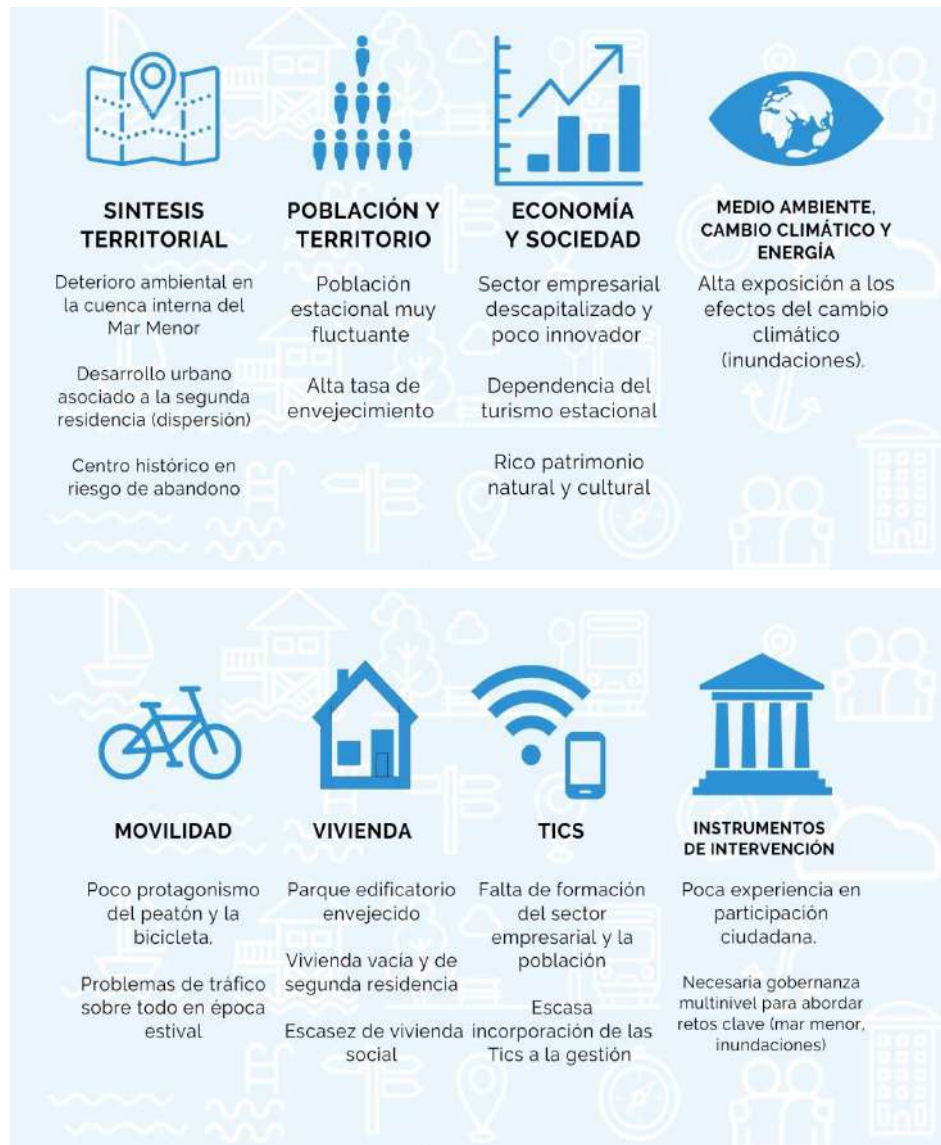 SINTESIS
TERRITORIAL
Deterioro ambiental en
la cuenca interna del
Mar Menor
Desarrollo urbano
asociado a la segunda
residencia (dispersión)
Centro histórico en
riesgo de abandono
POBLACIÓN Y
TERRITORIO
Población
estacional muy
fluctuante
Alta tasa de
envejecimiento
ECONOMÍA
Y SOCIEDAD
Sector empresarial
descapitalizado y
poco innovador
Dependencia del
turismo estacional
Rico patrimonio
natural y cultural
MEDIO AMBIENTE,
CAMBIO CLIMÁTICO Y
ENERGÍA
Alta exposición a los
efectos del cambio
climático
(inundaciones).
MOVILIDAD
Poco protagonismo
del peatón y la
bicicleta.
Problemas de tráfico
sobre todo en época
estival
VIVIENDA
Parque edificatorio
envejecido
Vivienda vacía y de
segunda residencia
Escasez de vivienda
social
TICS
Falta de formación
del sector
empresarial y la
población
Escasa
incorporación de las
Tics a la gestión
INSTRUMENTOS
DE INTERVENCIÓN
Poca experiencia en
participación
ciudadana.
Necesaria gobernanza
multinivel para abordar
retos clave (mar menor,
inundaciones)